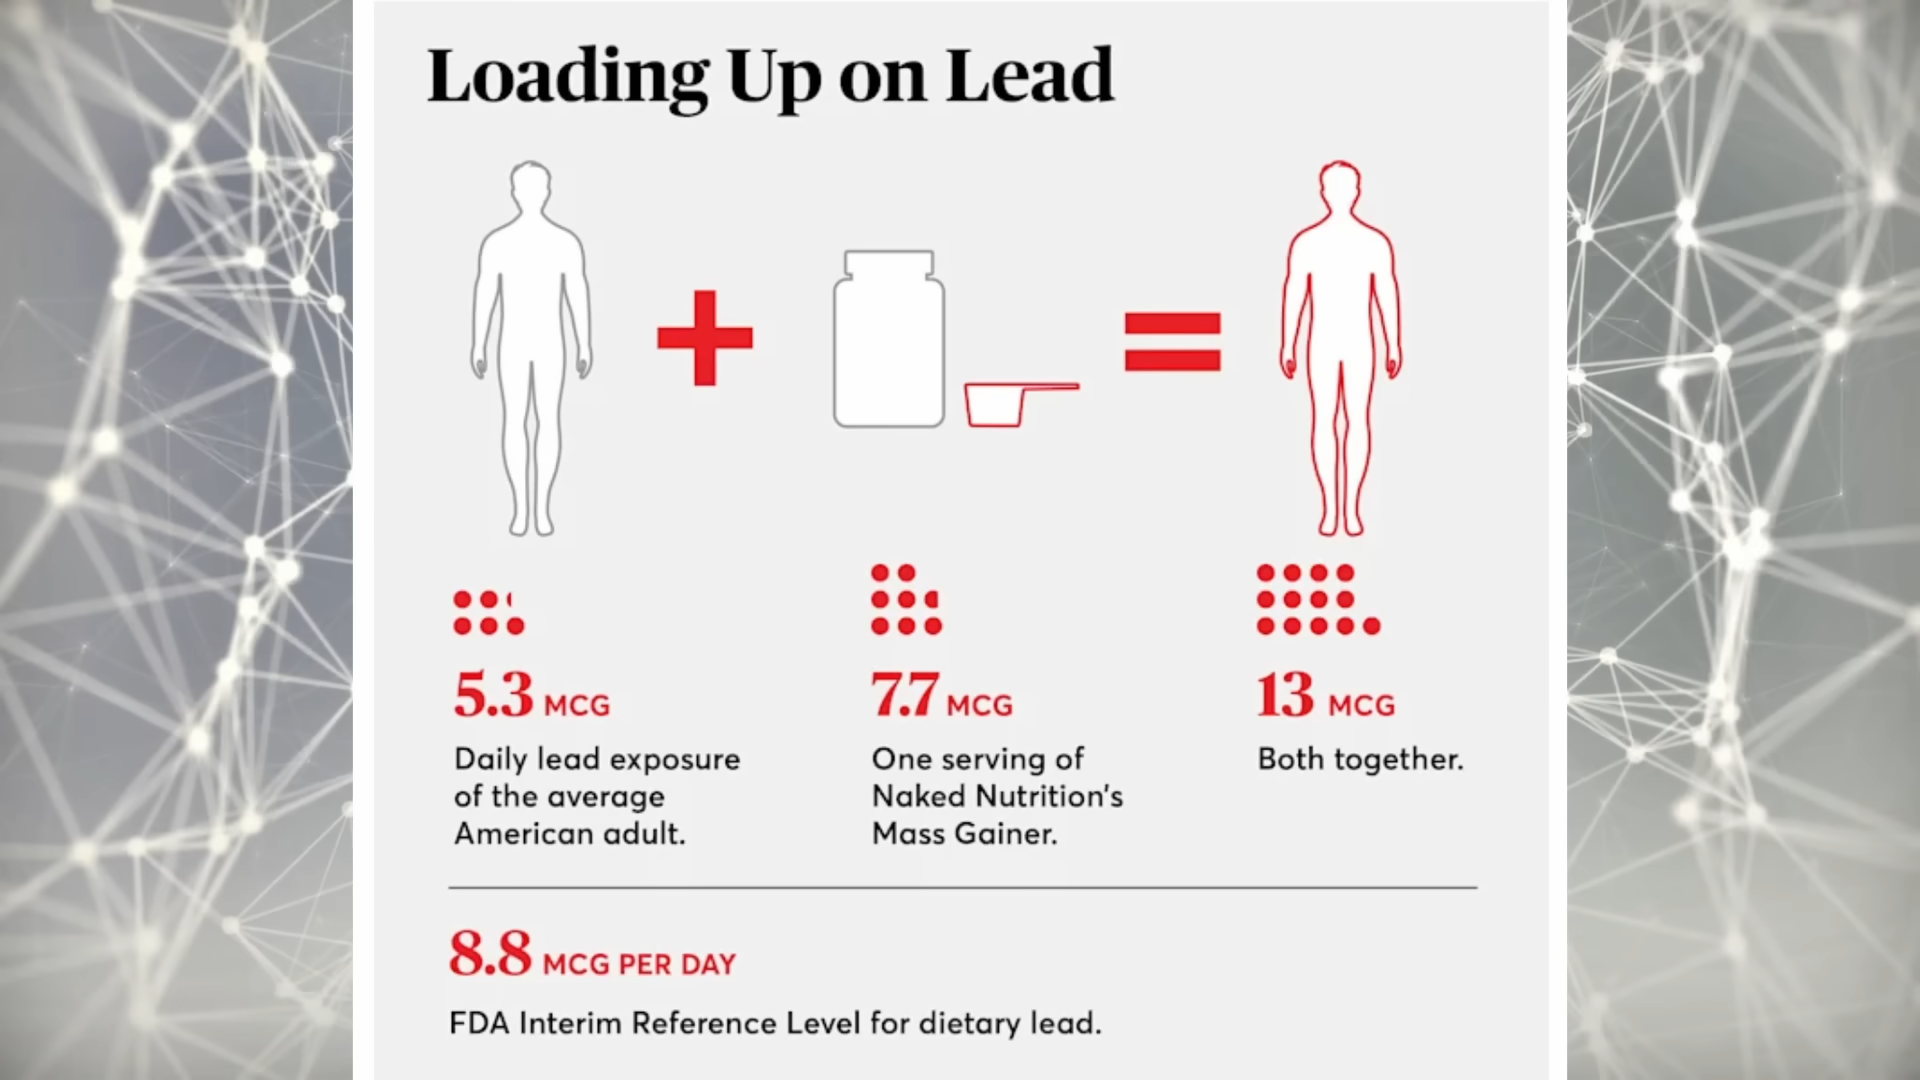 Loading Up on Lead
5.3 MCG
Daily lead exposure
of the average
American adult.
7.7 MCG
One serving of
Naked Nutrition's
Mass Gainer.
13 MCG
Both together.
8.8 MCG PER DAY
FDA Interim Reference Level for dietary lead.